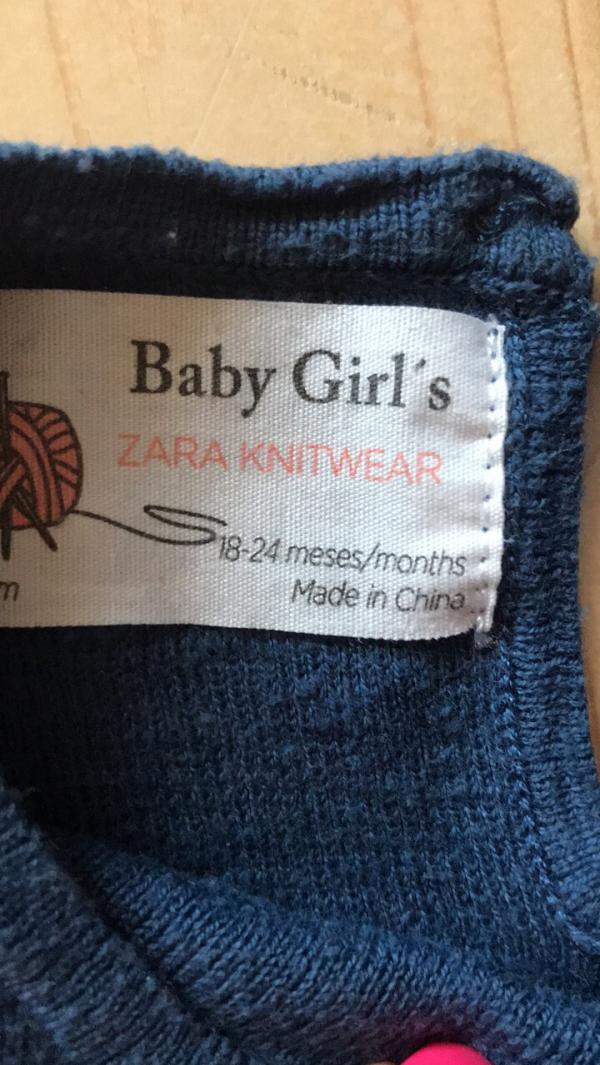 Baby Girl´s
ZARA KNITWEAR
18-24 meses/months
m
Made in China